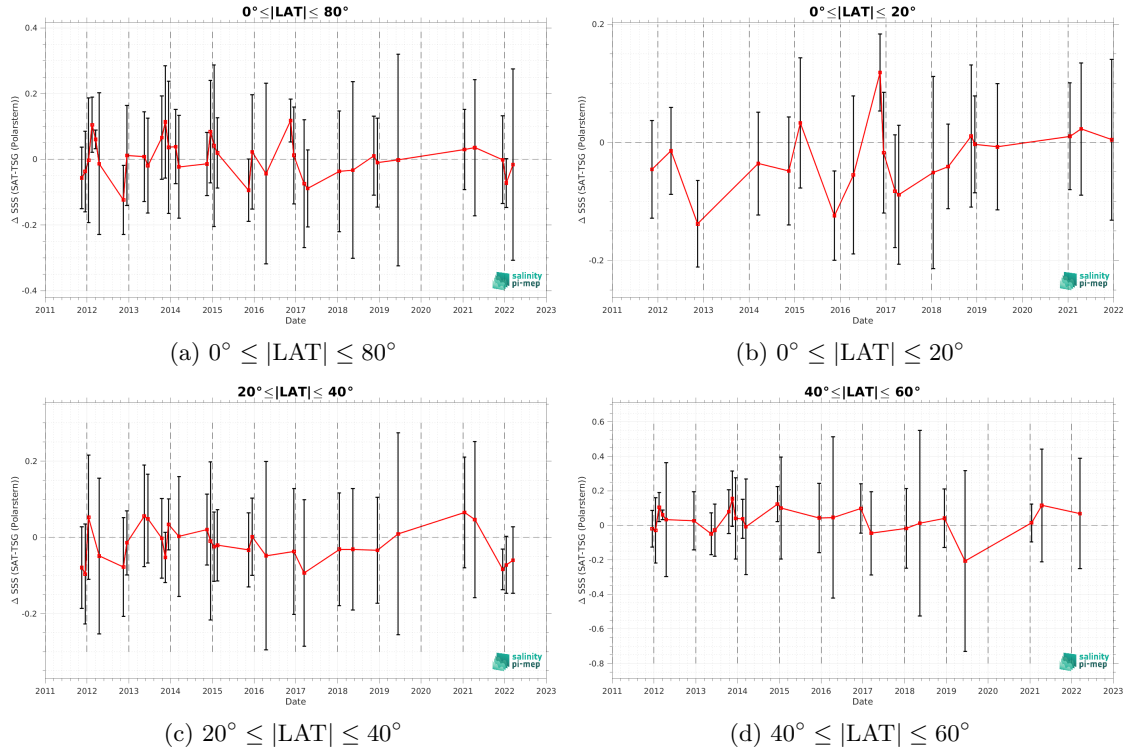 0°≤|LAT|≤ 80°
Δ SSS (SAT-TSG (Polarstern))
0.4
0.2
0
-0.2
-0.4
2011 2012 2013 2014 2015 2016 2017 2018 2019 2020 2021 2022 2023
Date
salinity
pi-mep
(a) 0° ≤ |LAT| ≤ 80°
0°≤|LAT|≤ 20°
Δ SSS (SAT-TSG (Polarstern))
0.2
0
-0.2
2011 2012 2013 2014 2015 2016 2017 2018 2019 2020 2021 2022
Date
salinity
pi-mep
(b) 0° ≤ |LAT| ≤ 20°
20°≤|LAT|≤ 40°
Δ SSS (SAT-TSG (Polarstern))
0.2
0
-0.2
2011 2012 2013 2014 2015 2016 2017 2018 2019 2020 2021 2022 2023
Date
salinity
pi-mep
(c) 20° ≤ |LAT| ≤ 40°
40°≤|LAT|≤ 60°
Δ SSS (SAT-TSG (Polarstern))
0.6
0.4
0.2
0
-0.2
-0.4
-0.6
-0.8
2011 2012 2013 2014 2015 2016 2017 2018 2019 2020 2021 2022 2023
Date
salinity
pi-mep
(d) 40° ≤ |LAT| ≤ 60°